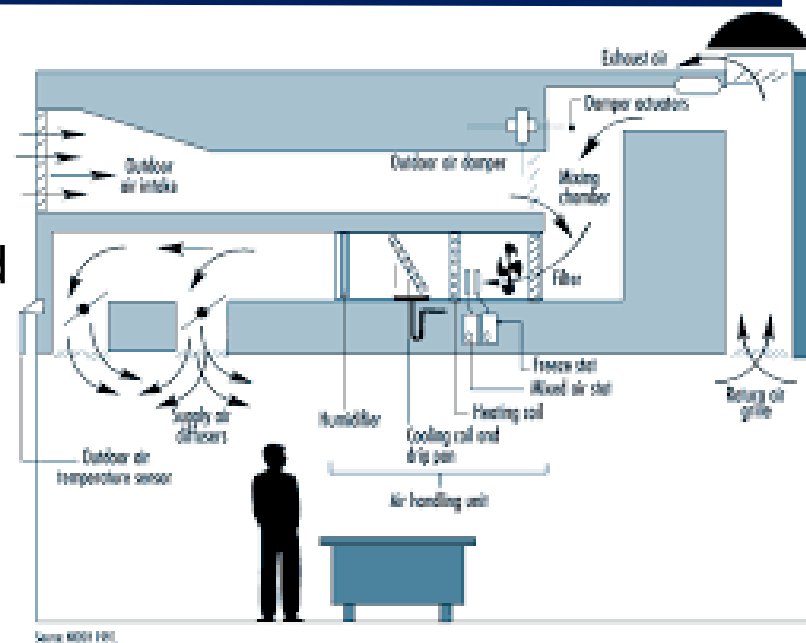 Exhaust air
Damper actuators
Outdoor
air intake
Outdoor air damper
Mixing
chamber
d
Filter
Freeze stat
Mixed air stat
Return air
grille
Supply air
diffusers
Humidifier
Heating coil
Cooling coil and
drip pan
Outdoor air
temperature sensor
Air handling unit
Source: NIOSH